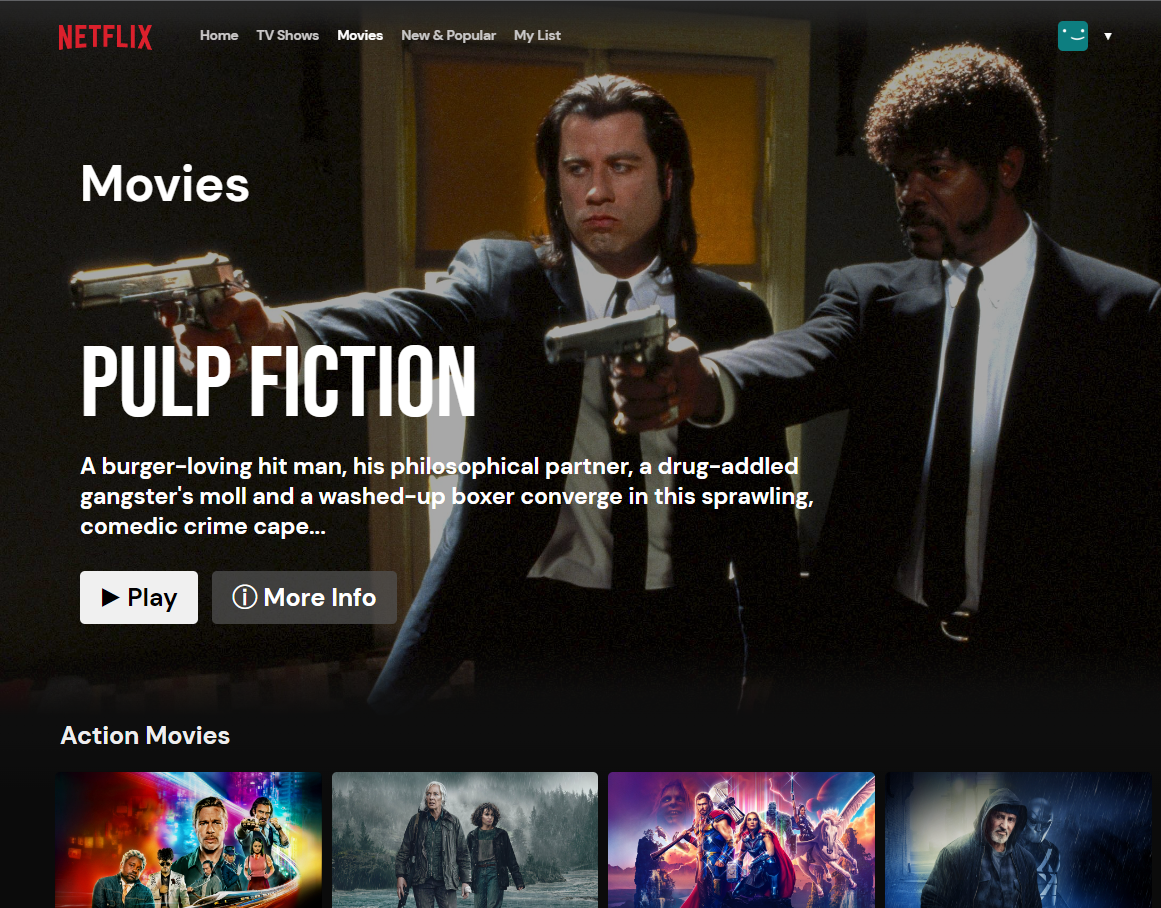 NETFLIX
Home TV Shows Movies New & Popular My List
Movies
PULP FICTION
A burger-loving hit man, his philosophical partner, a drug-addled
gangster's moll and a washed-up boxer converge in this sprawling,
comedic crime cape...
Play More Info
Action Movies